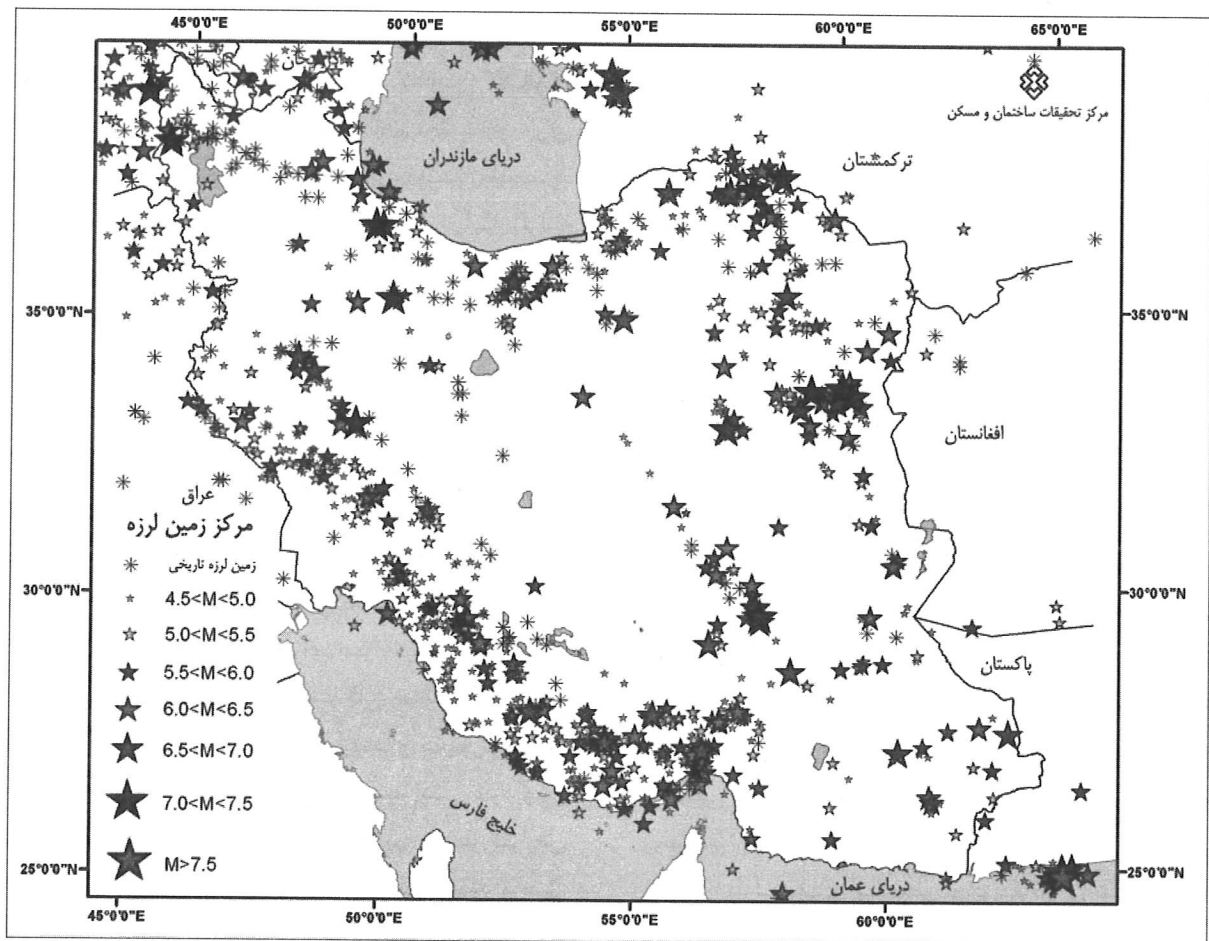 45°0'0"E 50°0'0"E 55°0'0"E 60°0'0"E 65°0'0"E
مرکز تحقیقات ساختمان و مسکن
دریای مازندران
ترکمنستان
35°0'0"N 35°0'0"N
افغانستان
عراق
مرکز زمین لرزه
زمین لرزه تاریخی
4.5<M<5.0
5.0<M<5.5
5.5<M<6.0
6.0<M<6.5
6.5<M<7.0
7.0<M<7.5
M>7.5
30°0'0"N 30°0'0"N
پاکستان
خلیج فارس
دریای عمان
25°0'0"N 25°0'0"N
45°0'0"E 50°0'0"E 55°0'0"E 60°0'0"E